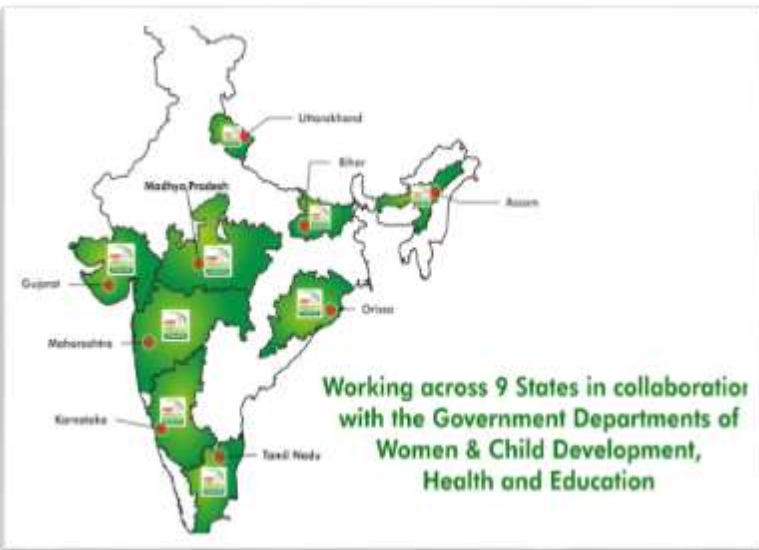 Uttarakhand
Bihar
Madhya Pradesh
Assam
Gujarat
Orissa
Maharashtra
Karnataka
Tamil Nadu
Working across 9 States in collaboration
with the Government Departments of
Women & Child Development,
Health and Education